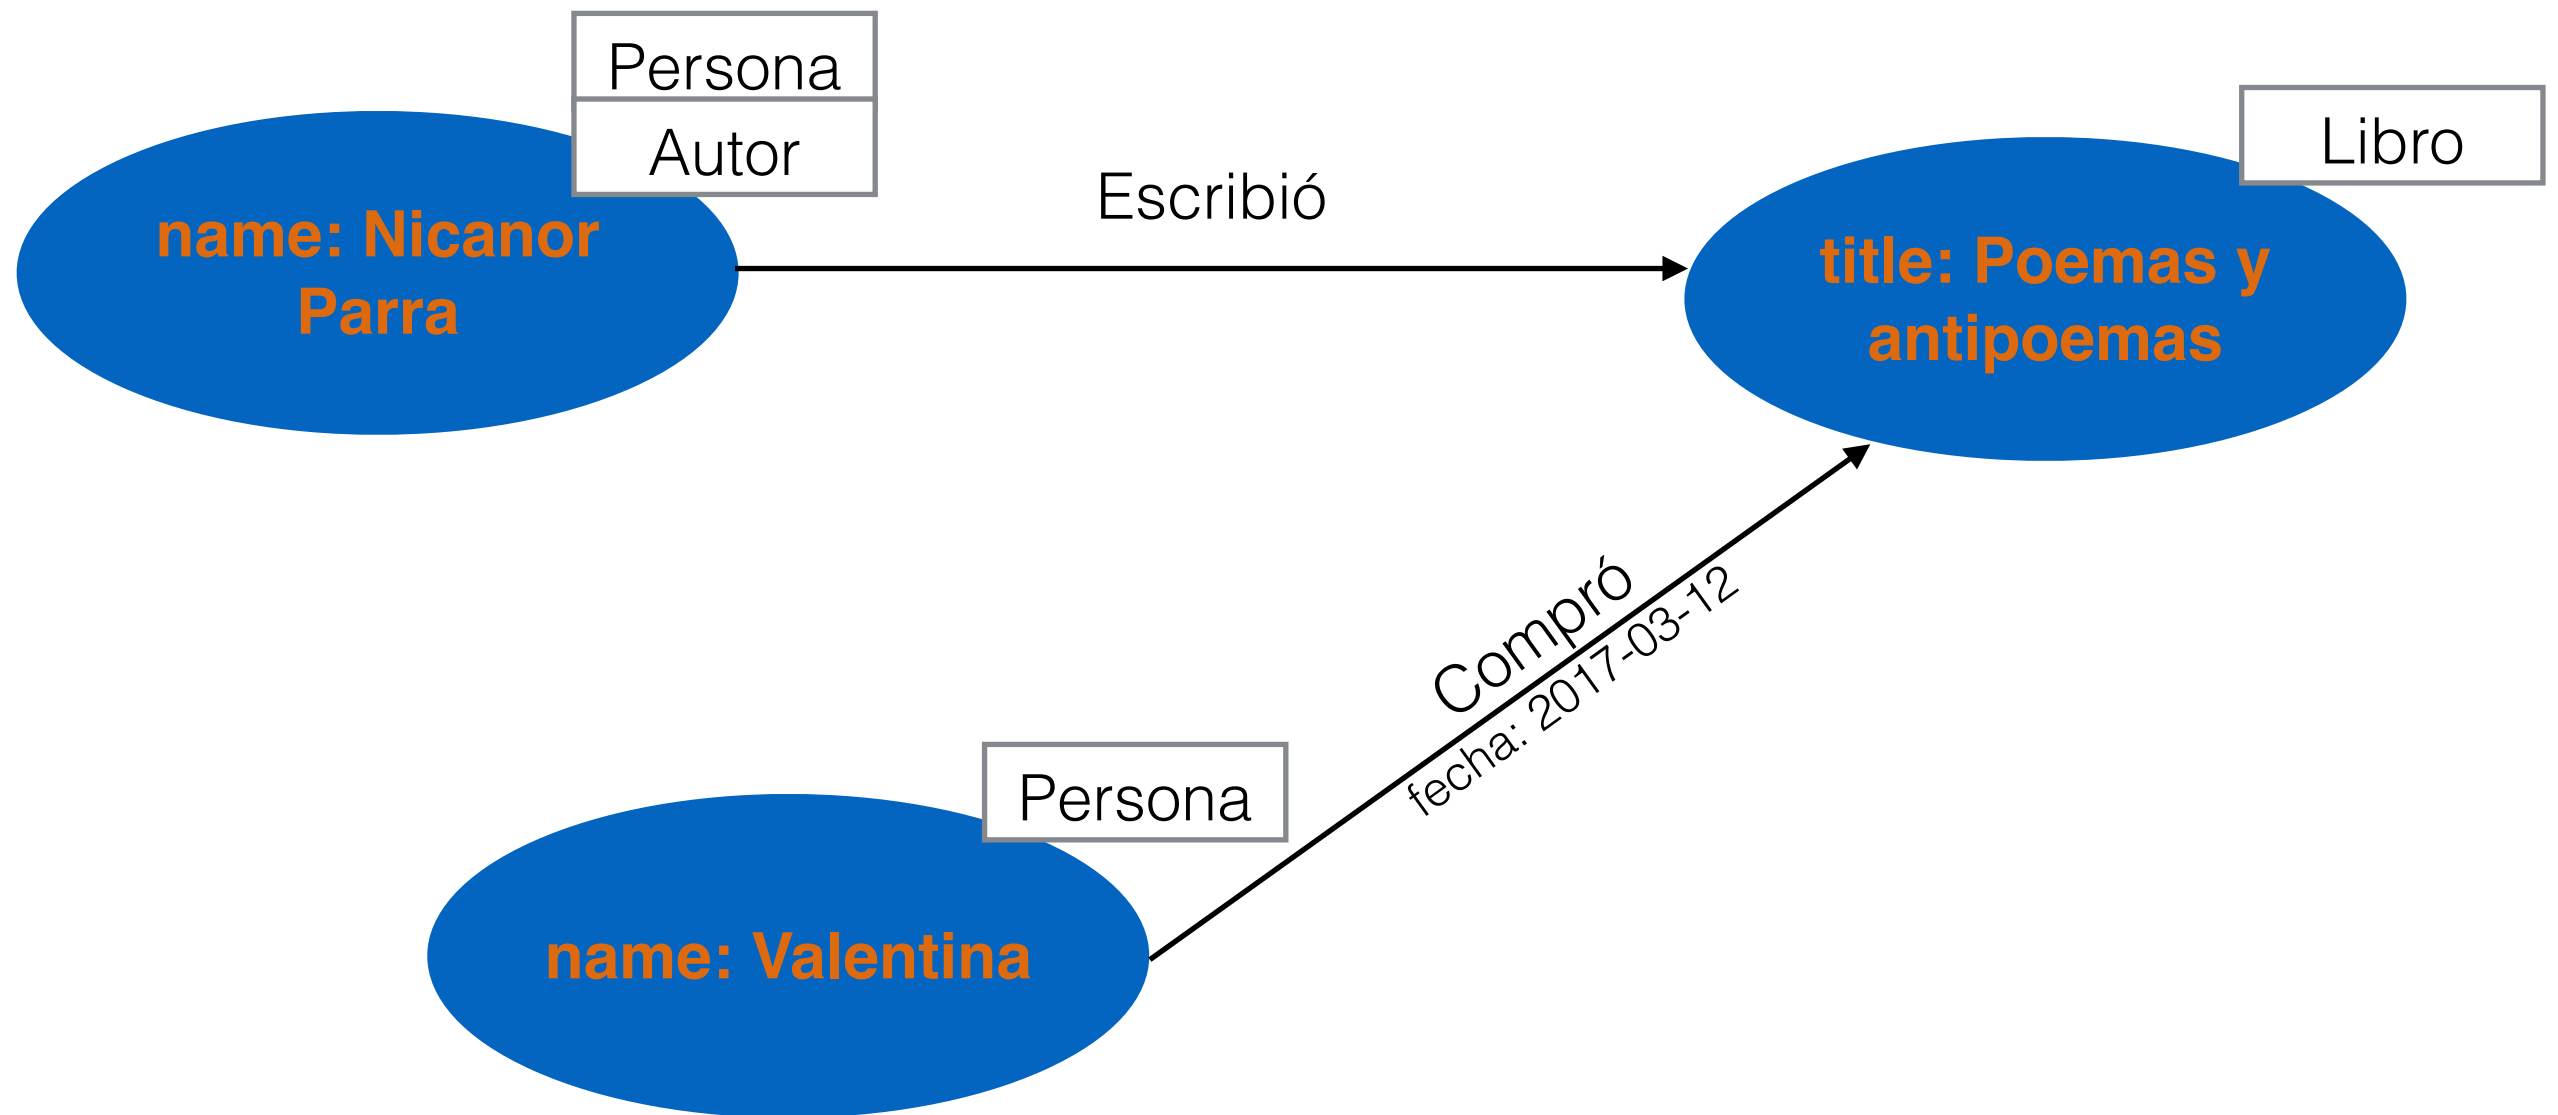 Persona
Autor
name: Nicanor
Parra
Escribió
Libro
title: Poemas y
antipoemas
Compró
fecha: 2017-03-12
Persona
name: Valentina